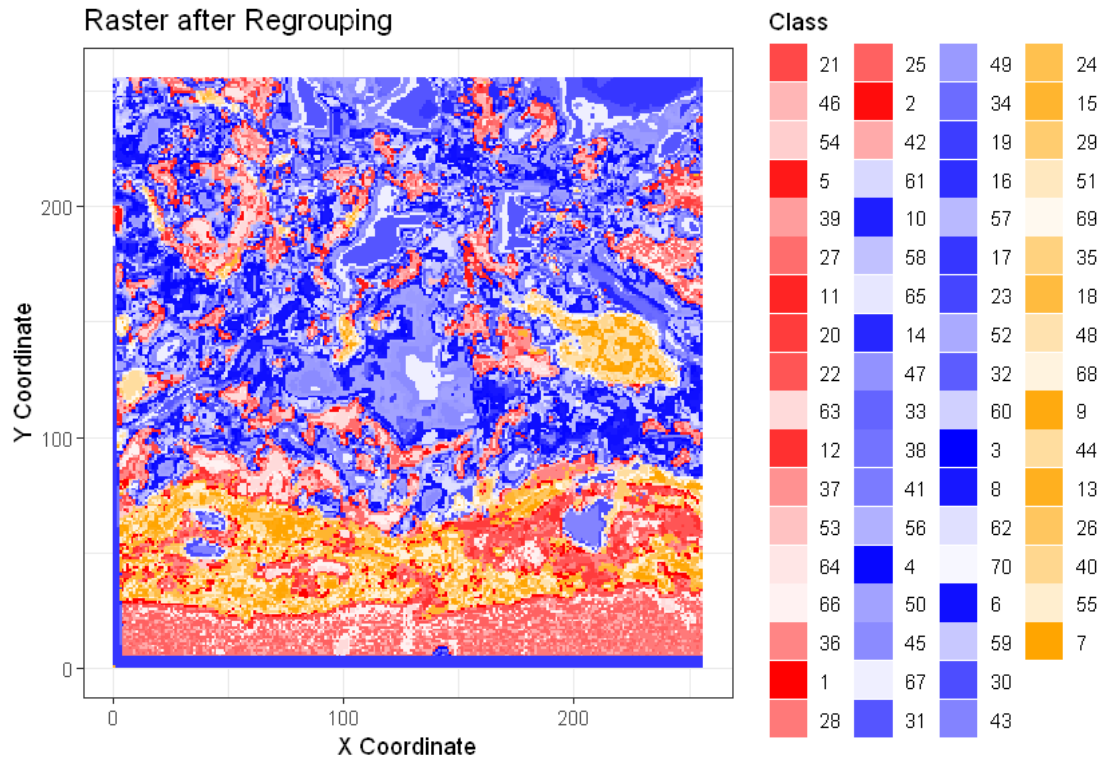 Raster after Regrouping
Y Coordinate
200
100
0
0 100 200
X Coordinate
Class
21 25 49 24
46 2 34 15
54 42 19 29
5 61 16 51
39 10 57 69
27 58 17 35
11 65 23 18
20 14 52 48
22 47 32 68
63 33 60 9
12 38 3 44
37 41 8 13
53 56 62 26
64 4 70 40
66 50 6 55
36 45 59 7
1 67 30
28 31 43